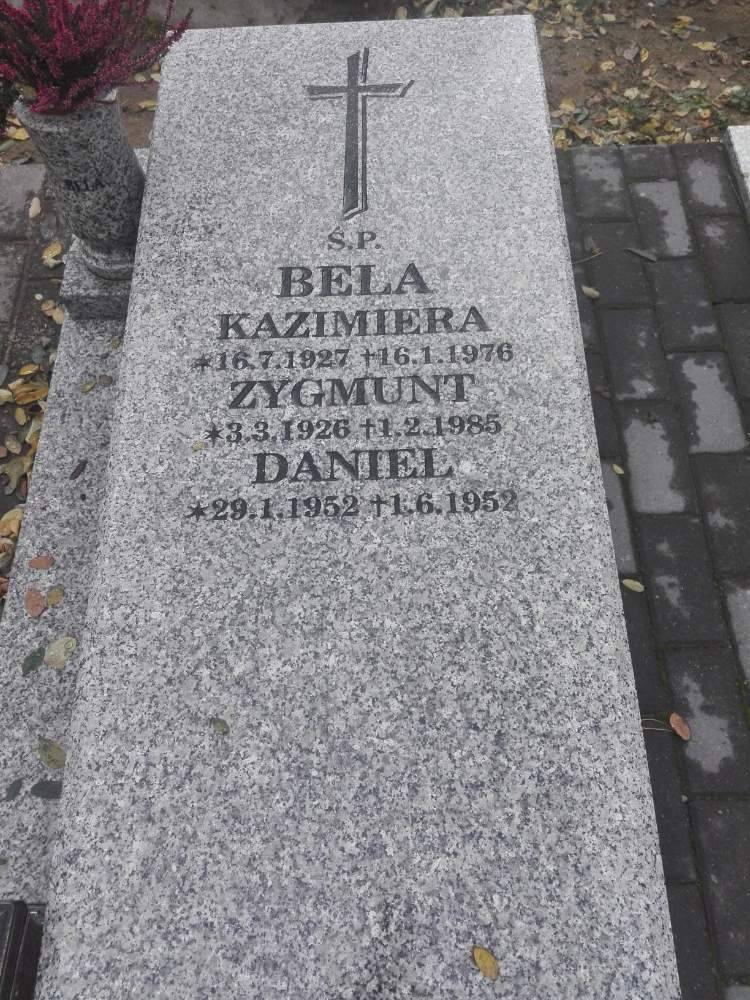 BELA
Ś.P.
BELA
KAZIMIERA
*16.7.1927 †16.1.1976
ZYGMUNT
*3.3.1926 †1.2.1985
DANIEL
*29.1.1952 †1.6.1952